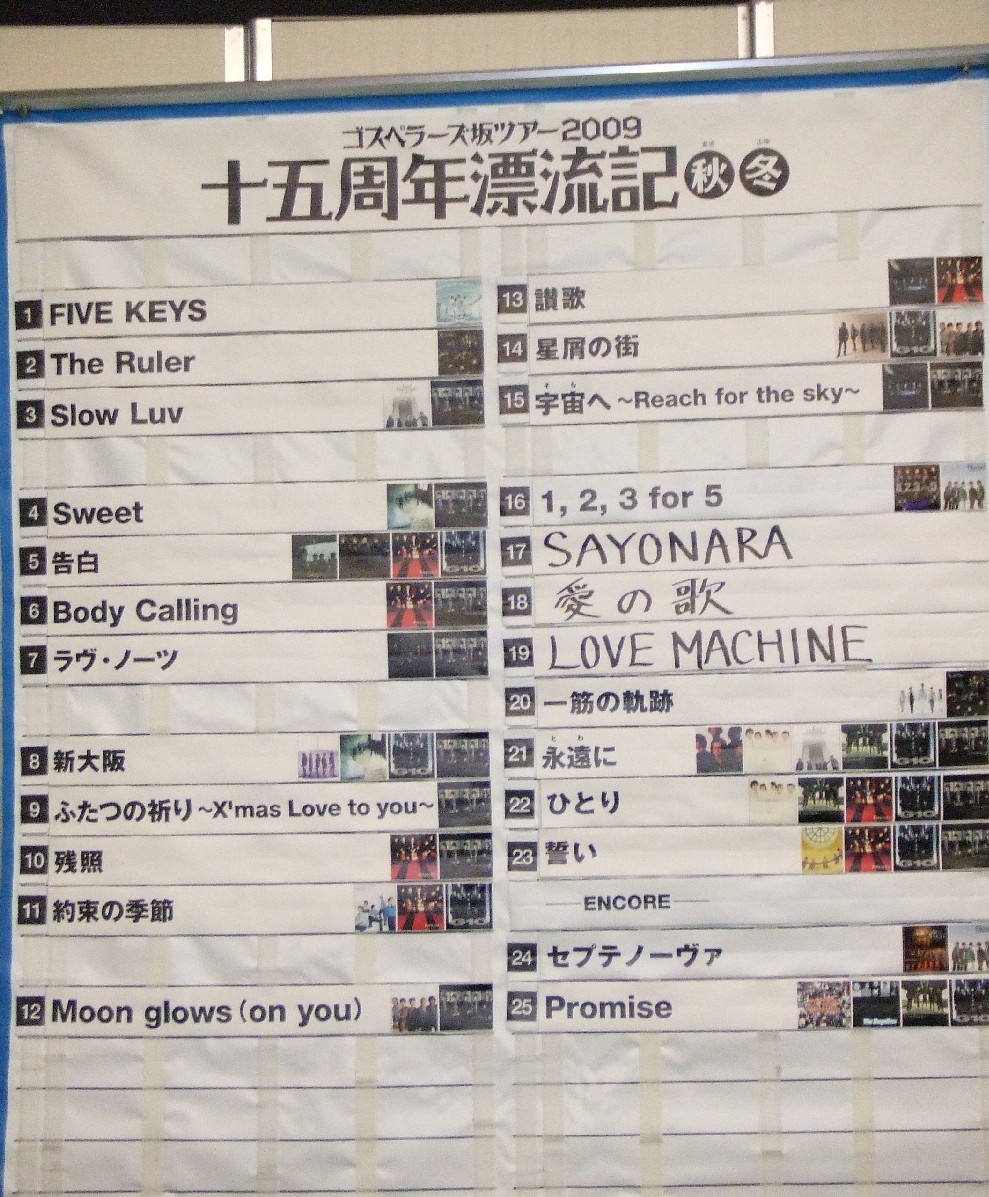 ゴスペラーズ坂ツアー2009
十五周年漂流記 秋 冬
1 FIVE KEYS
2 The Ruler
3 Slow Luv
4 Sweet
5 告白
6 Body Calling
7 ラヴ・ノーツ
8 新大阪
9 ふたつの祈り~X'mas Love to you~
10 残照
11 約束の季節
12 Moon glows (on you)
13 讃歌
14 星屑の街
そら
15 宇宙へ ~Reach for the sky~
16 1, 2, 3 for 5
17 SAYONARA
18 愛の歌
19 LOVE MACHINE
20 一筋の軌跡
とわ
21 永遠に
22 ひとり
23 誓い
ENCORE
24 セプテノーヴァ
25 Promise